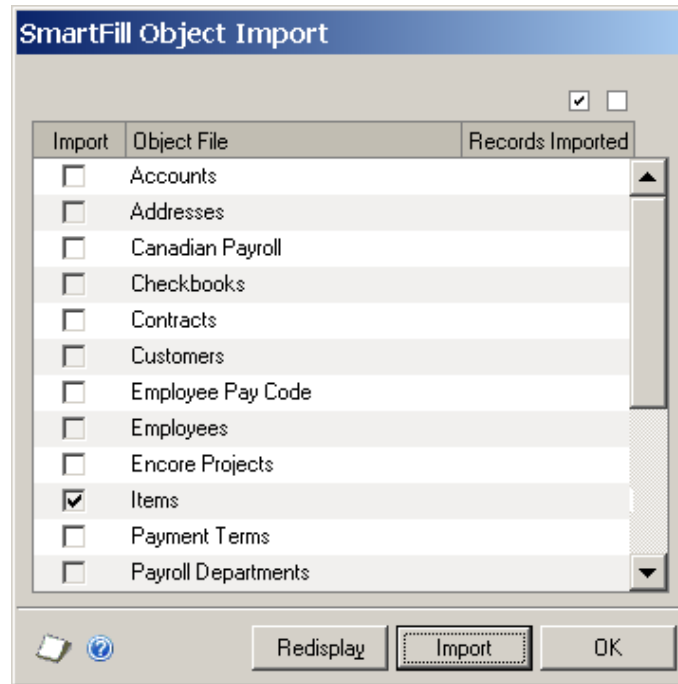 SmartFill Object Import
Import Object File Records Imported
Accounts
Addresses
Canadian Payroll
Checkbooks
Contracts
Customers
Employee Pay Code
Employees
Encore Projects
Items
Payment Terms
Payroll Departments
Redisplay Import OK